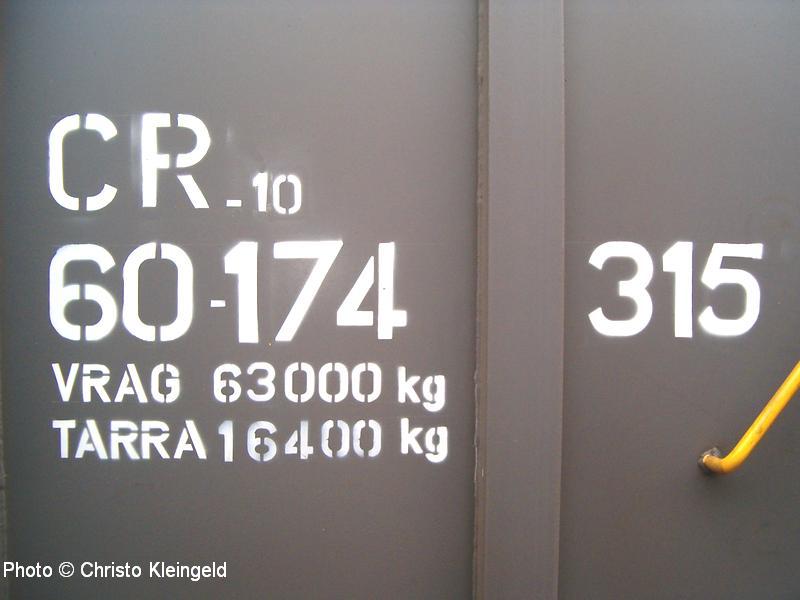 CR-10
60-174 315
VRAG 63000 kg
TARRA 16400 kg
Photo © Christo Kleingeld